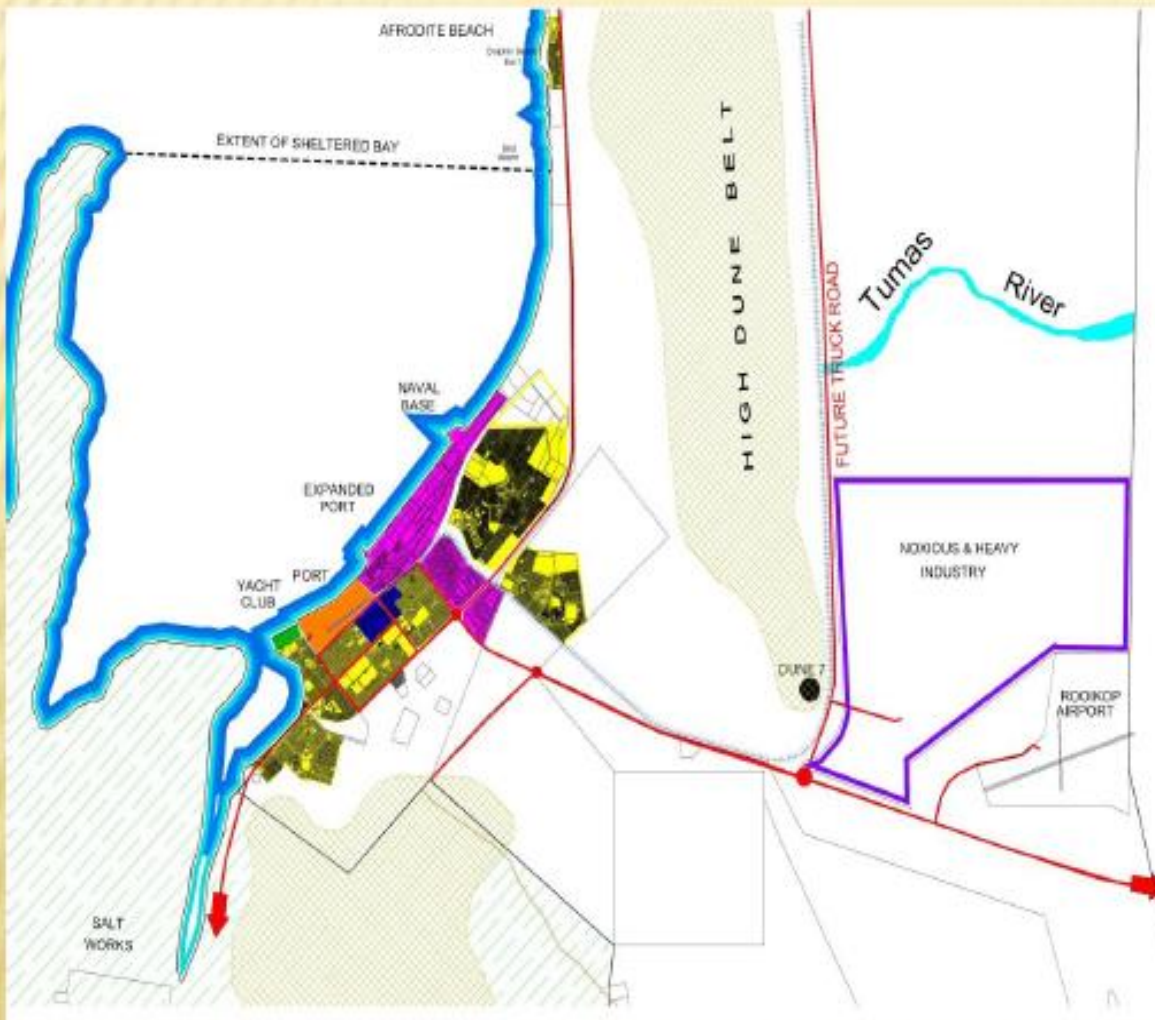 AFRODITE BEACH
EXTENT OF SHELTERED BAY
HIGH DUNE BELT
Tumas
River
FUTURE TRUCK ROAD
NAVAL
BASE
EXPANDED
PORT
NOXIOUS & HEAVY
INDUSTRY
PORT
YACHT
CLUB
DUNE 7
ROOIKOP
AIRPORT
SALT
WORKS